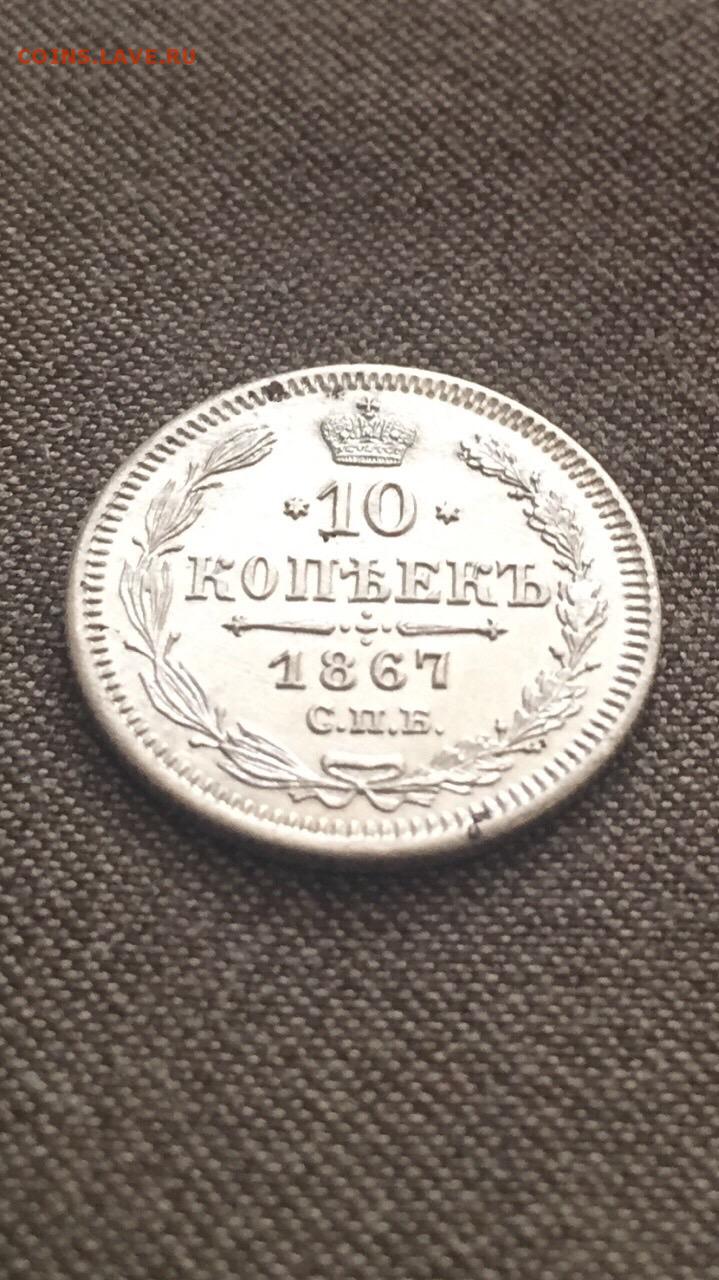 COINS.LAVE.RU
* 10 *
КОПѢЕКЪ
1867
С.П.Б.